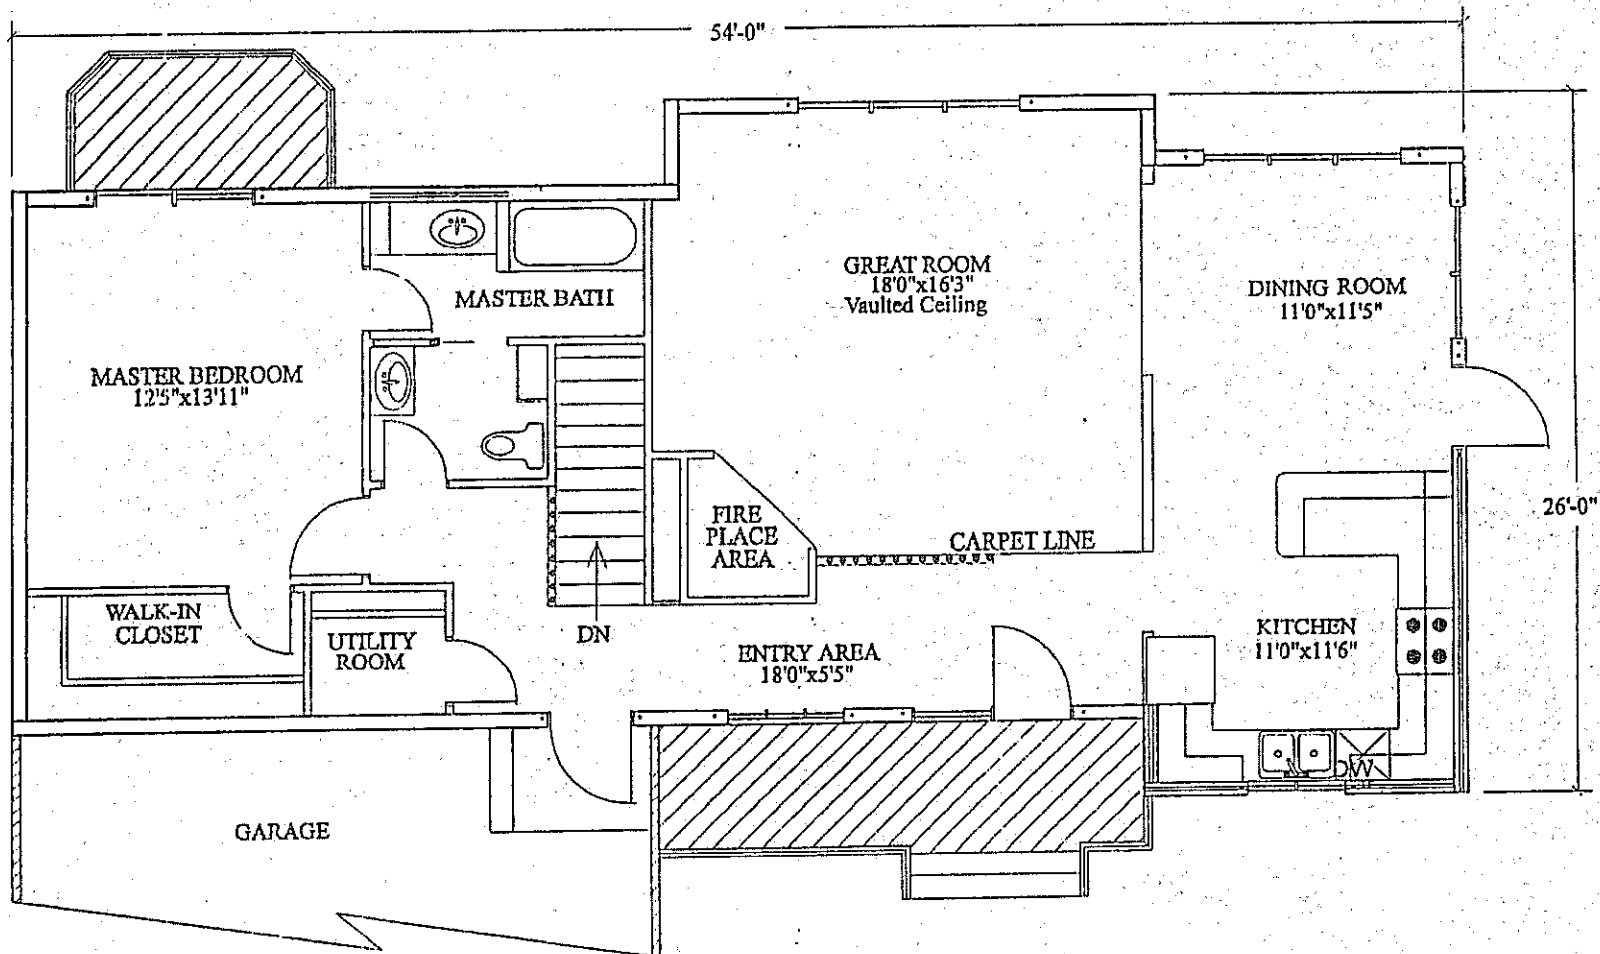 54'-0"
GREAT ROOM
18'0"x16'3"
Vaulted Ceiling
DINING ROOM
11'0"x11'5"
MASTER BATH
MASTER BEDROOM
12'5"x13'11"
26'-0"
FIRE
PLACE
AREA
CARPET LINE
WALK-IN
CLOSET
UTILITY
ROOM
DN
ENTRY AREA
18'0"x5'5"
KITCHEN
11'0"x11'6"
DW
GARAGE